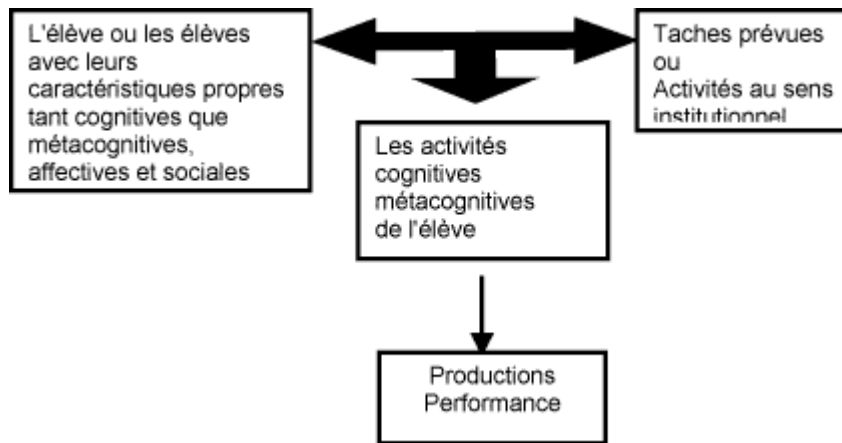 L'élève ou les élèves
avec leurs
caractéristiques propres
tant cognitives que
métacognitives,
affectives et sociales
Taches prévues
ou
Activités au sens
institutionnel
Les activités
cognitives
métacognitives
de l'élève
Productions
Performance